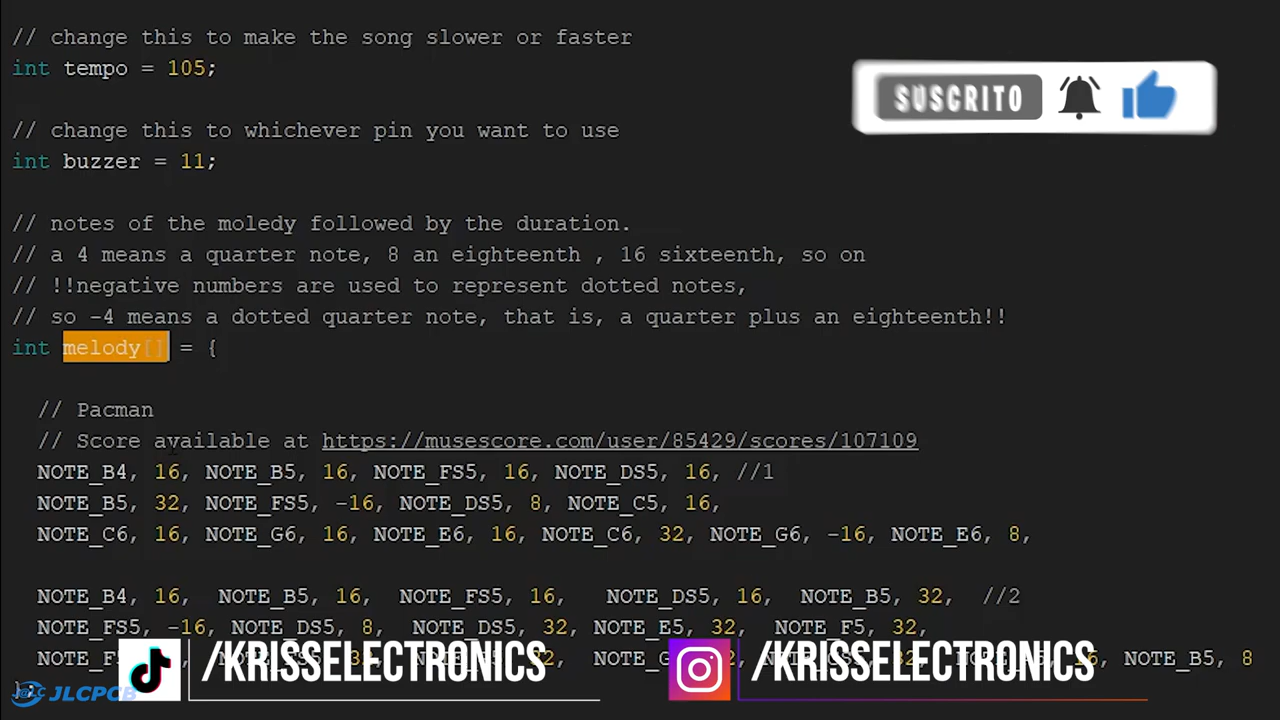 // change this to make the song slower or faster
int tempo = 105;
SUSCRITO
// change this to whichever pin you want to use
int buzzer = 11;
// notes of the moledy followed by the duration.
// a 4 means a quarter note, 8 an eighteenth , 16 sixteenth, so on
// !!negative numbers are used to represent dotted notes,
// so -4 means a dotted quarter note, that is, a quarter plus an eighteenth!!
int melody[] = {
// Pacman
// Score available at https://musescore.com/user/85429/scores/107109
NOTE_B4, 16, NOTE_B5, 16, NOTE_FS5, 16, NOTE_DS5, 16, //1
NOTE_B5, 32, NOTE_FS5, -16, NOTE_DS5, 8, NOTE_C5, 16,
NOTE_C6, 16, NOTE_G6, 16, NOTE_E6, 16, NOTE_C6, 32, NOTE_G6, -16, NOTE_E6, 8,
NOTE_B4, 16, NOTE_B5, 16, NOTE_FS5, 16, NOTE_DS5, 16, NOTE_B5, 32, //2
NOTE_FS5, -16, NOTE_DS5, 8, NOTE_DS5, 32, NOTE_E5, 32, NOTE_F5, 32,
NOTE_B5, 8
/KRISSELECTRONICS
/KRISSELECTRONICS
};
JLCPCB